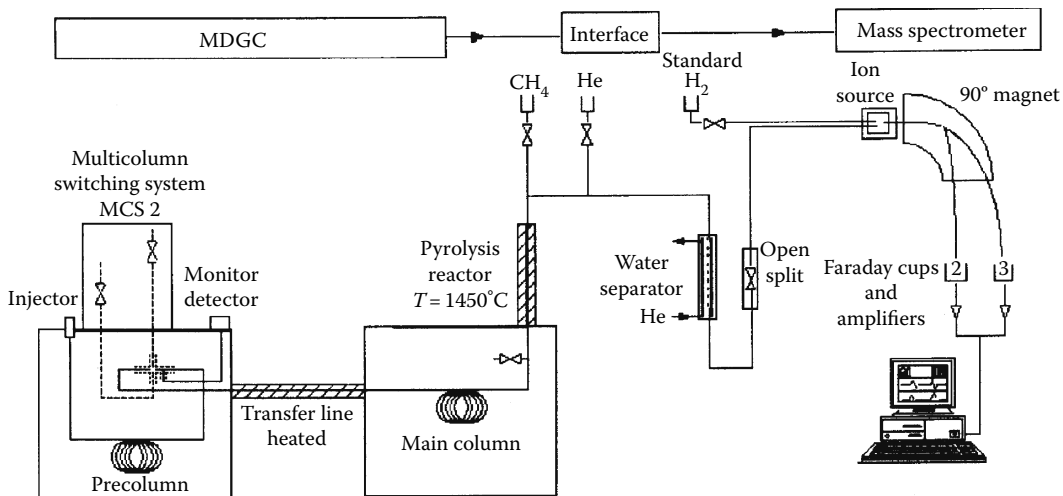 MDGC
Interface
Mass spectrometer
CH₄
He
Standard
H₂
Ion
source
90° magnet
Multicolumn
switching system
MCS 2
Injector
Monitor
detector
Pyrolysis
reactor
T = 1450°C
Water
separator
He
Open
split
Faraday cups
and
amplifiers
2
3
Transfer line
heated
Main column
Precolumn